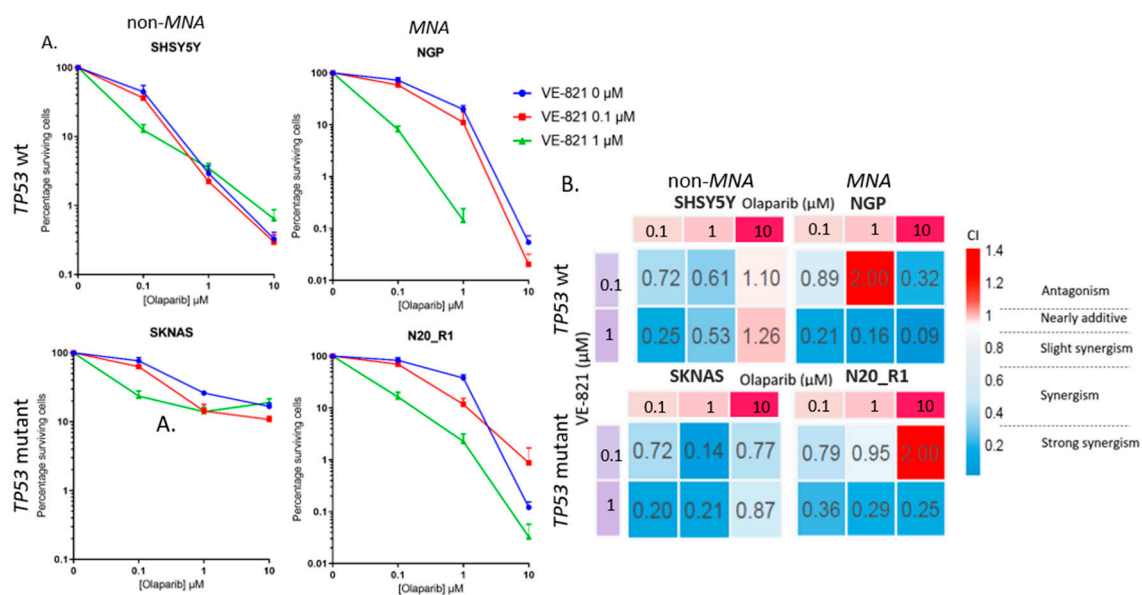 A.
non-MNA
SHSY5Y
MNA
NGP
TP53 wt
Percentage surviving cells
100
10
1
0.1
0 0.1 1 10
[Olaparib] µM
Percentage surviving cells
100
10
1
0.1
0.01
0 0.1 1 10
[Olaparib] µM
VE-821 0 µM
VE-821 0.1 µM
VE-821 1 µM
TP53 mutant
SKNAS
Percentage surviving cells
100
10
1
0.1
0 0.1 1 10
[Olaparib] µM
A.
N20_R1
Percentage surviving cells
100
10
1
0.1
0.01
0 0.1 1 10
[Olaparib] µM
B.
non-MNA
MNA
SHSY5Y Olaparib (µM) NGP
0.1 1 10 0.1 1 10
TP53 wt
VE-821 (µM)
0.1 0.72 0.61 1.10 0.89 2.00 0.32
1 0.25 0.53 1.26 0.21 0.16 0.09
SKNAS Olaparib (µM) N20_R1
0.1 1 10 0.1 1 10
TP53 mutant
0.1 0.72 0.14 0.77 0.79 0.95 2.00
1 0.20 0.21 0.87 0.36 0.29 0.25
CI
1.4
1.2
1
0.8
0.6
0.4
0.2
Antagonism
Nearly additive
Slight synergism
Synergism
Strong synergism